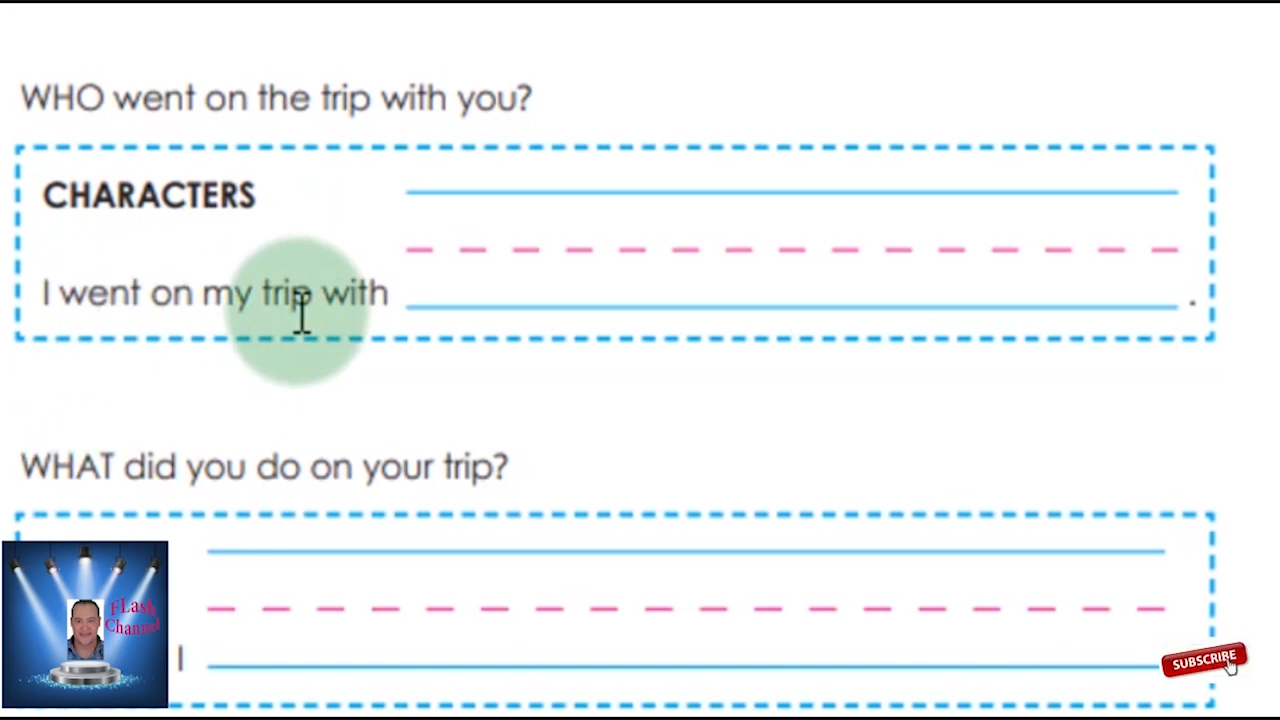 WHO went on the trip with you?
CHARACTERS
I went on my trip with .
WHAT did you do on your trip?
I
FLash
Channel
SUBSCRIBE